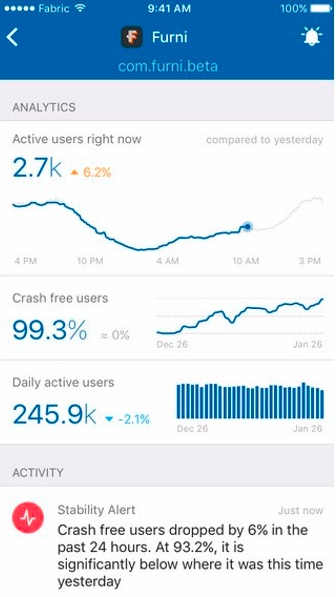 Fabric 9:41 AM 100%
Furni
com.furni.beta
ANALYTICS
Active users right now compared to yesterday
2.7k 6.2%
4 PM 10 PM 4 AM 10 AM 3 PM
Crash free users
99.3% ≈ 0%
Dec 26 Jan 26
Daily active users
245.9k -2.1%
Dec 26 Jan 26
ACTIVITY
Stability Alert Just now
Crash free users dropped by 6% in the
past 24 hours. At 93.2%, it is
significantly below where it was this time
yesterday